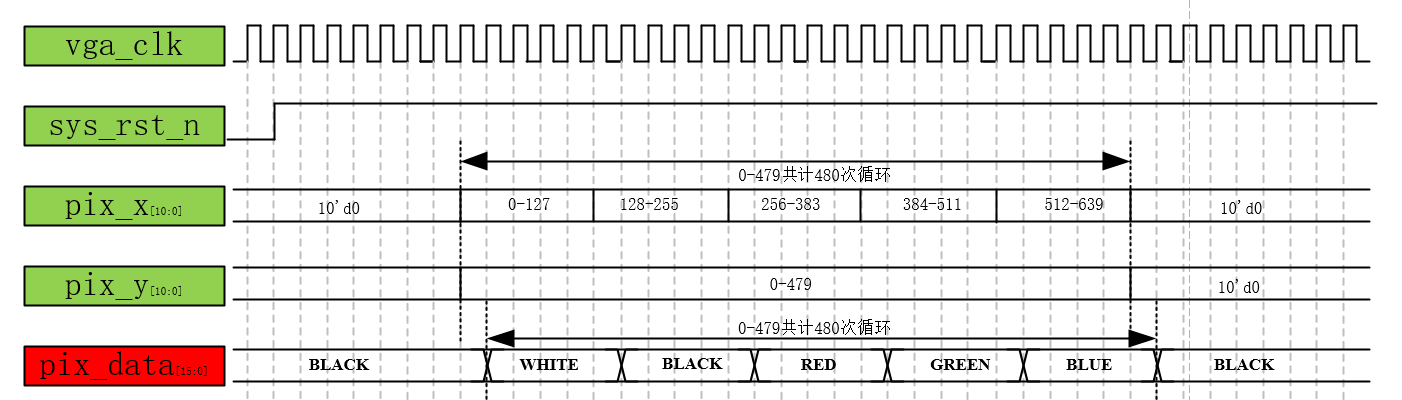 vga_clk
sys_rst_n
0-479共计480次循环
pix_x[10:0] 10'd0 0-127 128-255 256-383 384-511 512-639 10'd0
pix_y[10:0] 0-479 10'd0
0-479共计480次循环
pix_data[15:0] BLACK WHITE BLACK RED GREEN BLUE BLACK